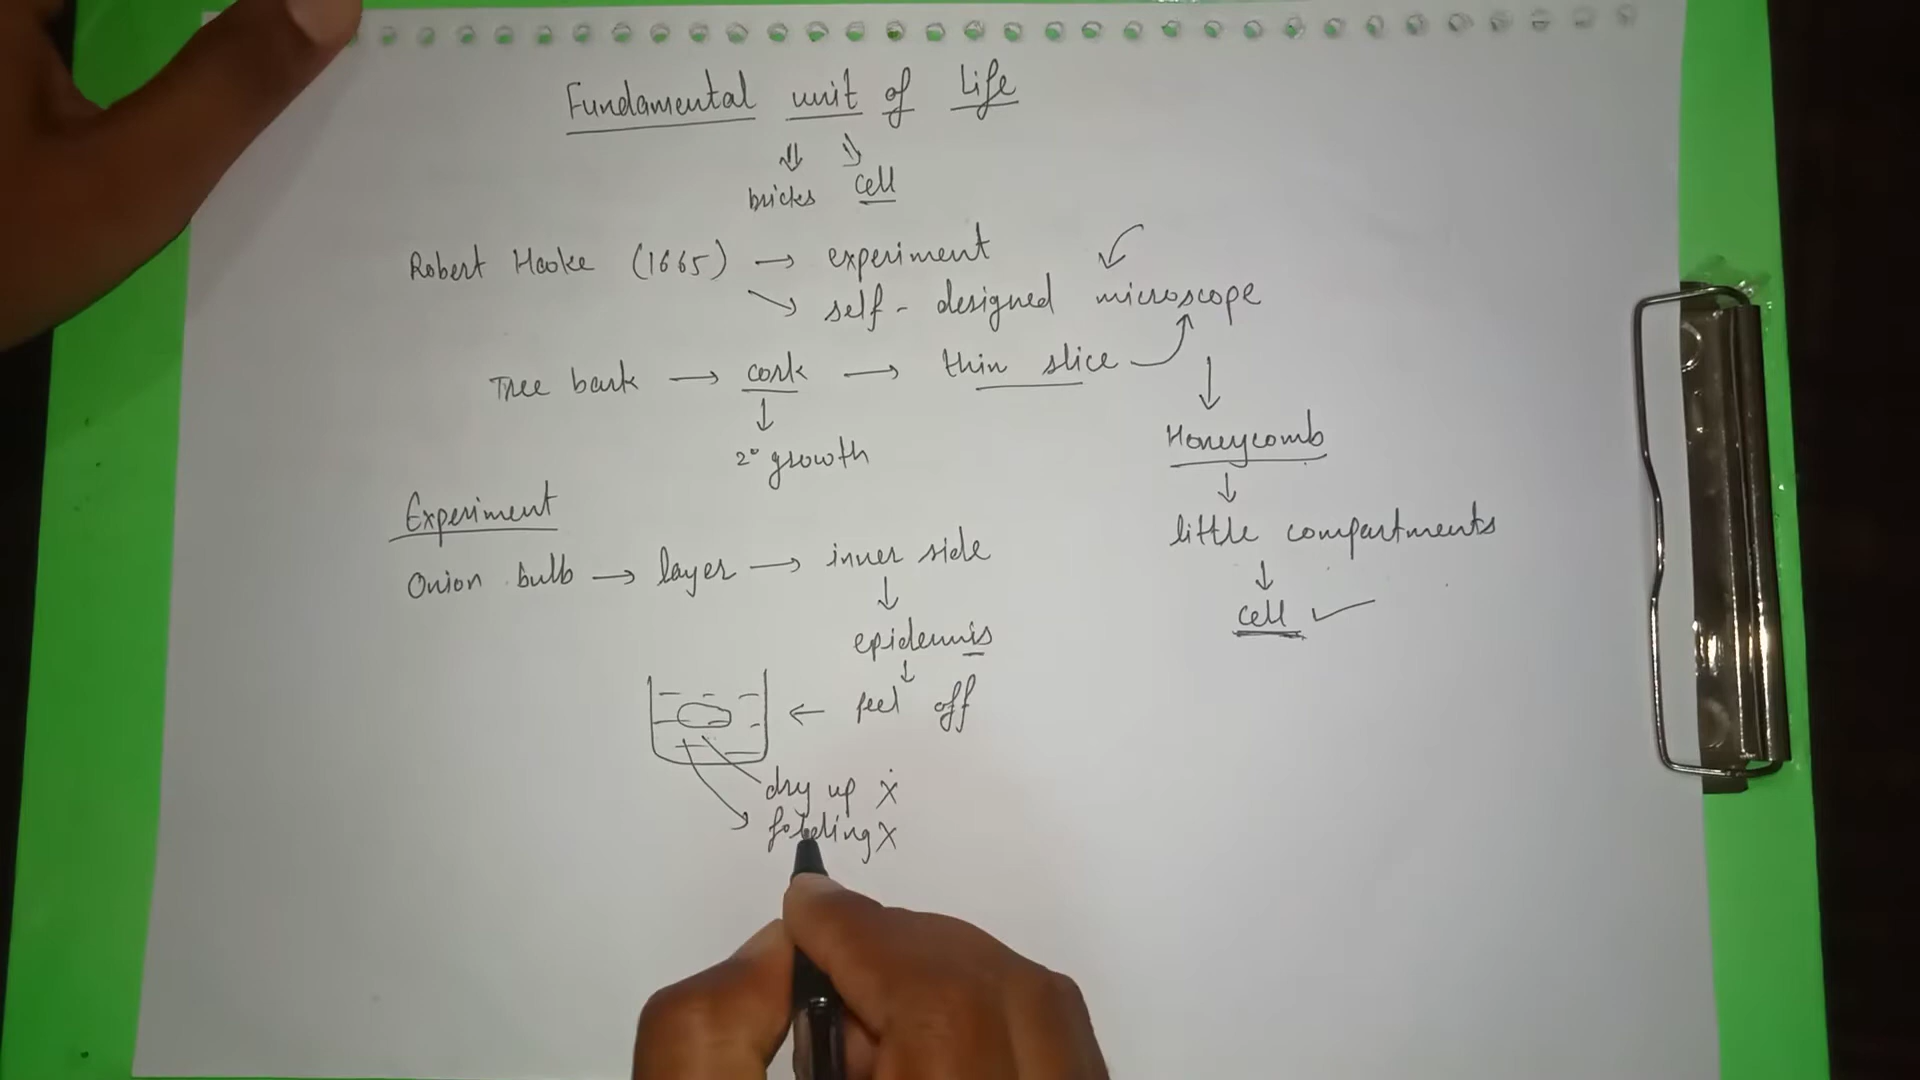 Fundamental unit of Life
⇓ ⇘
bricks cell
Robert Hooke (1665) → experiment
→ self - designed microscope
Tree bark → cork → thin slice
↓
2° growth
↓
Honeycomb
↓
little compartments
↓
cell ✓
Experiment
Onion bulb → layer → inner side
↓
epidermis
↓
← peel off
dry up X
folding X